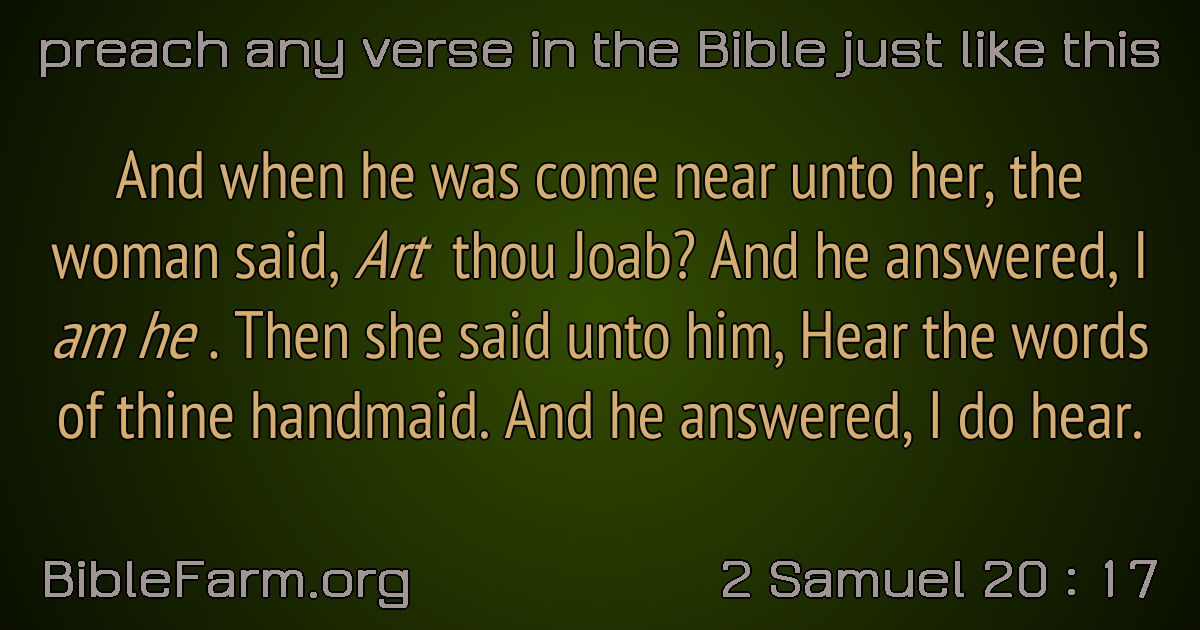 preach any verse in the Bible just like this
And when he was come near unto her, the
woman said, Art thou Joab? And he answered, I
am he . Then she said unto him, Hear the words
of thine handmaid. And he answered, I do hear.
BibleFarm.org
2 Samuel 20 : 17